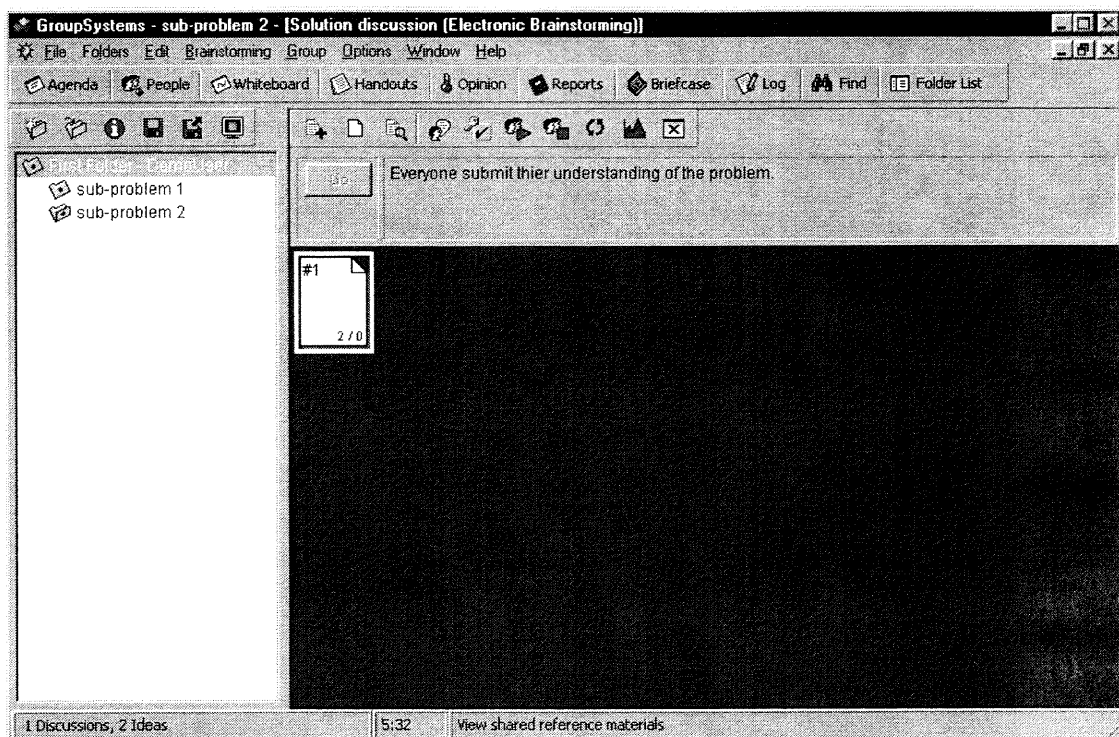 GroupSystems - sub-problem 2 - [Solution discussion (Electronic Brainstorming)]
File Folders Edit Brainstorming Group Options Window Help
Agenda People Whiteboard Handouts Opinion Reports Briefcase Log Find Folder List
First Folder -
Everyone submit thier understanding of the problem.
sub-problem 1
sub-problem 2
#1
2 / 0
1 Discussions, 2 Ideas 5:32 View shared reference materials